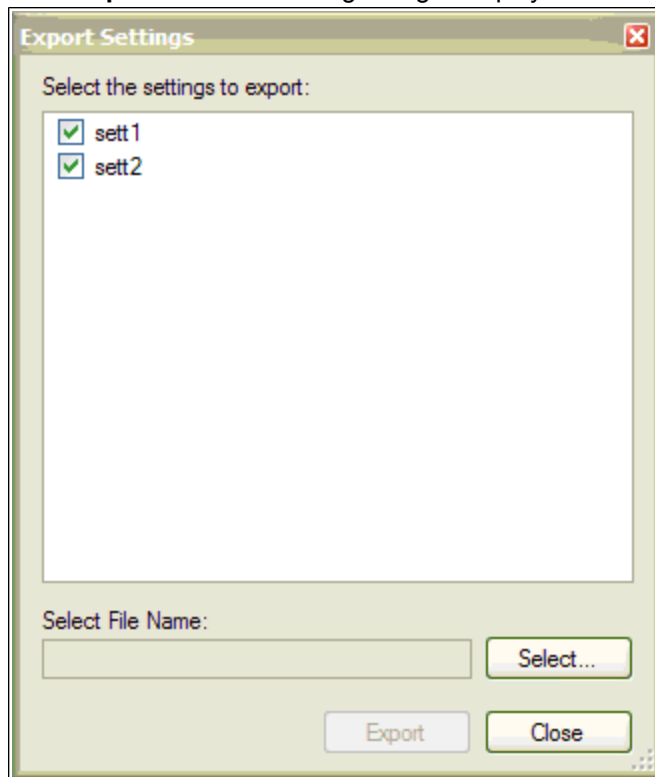 Export Settings
Select the settings to export:
sett1
sett2
Select File Name:
Select...
Export
Close